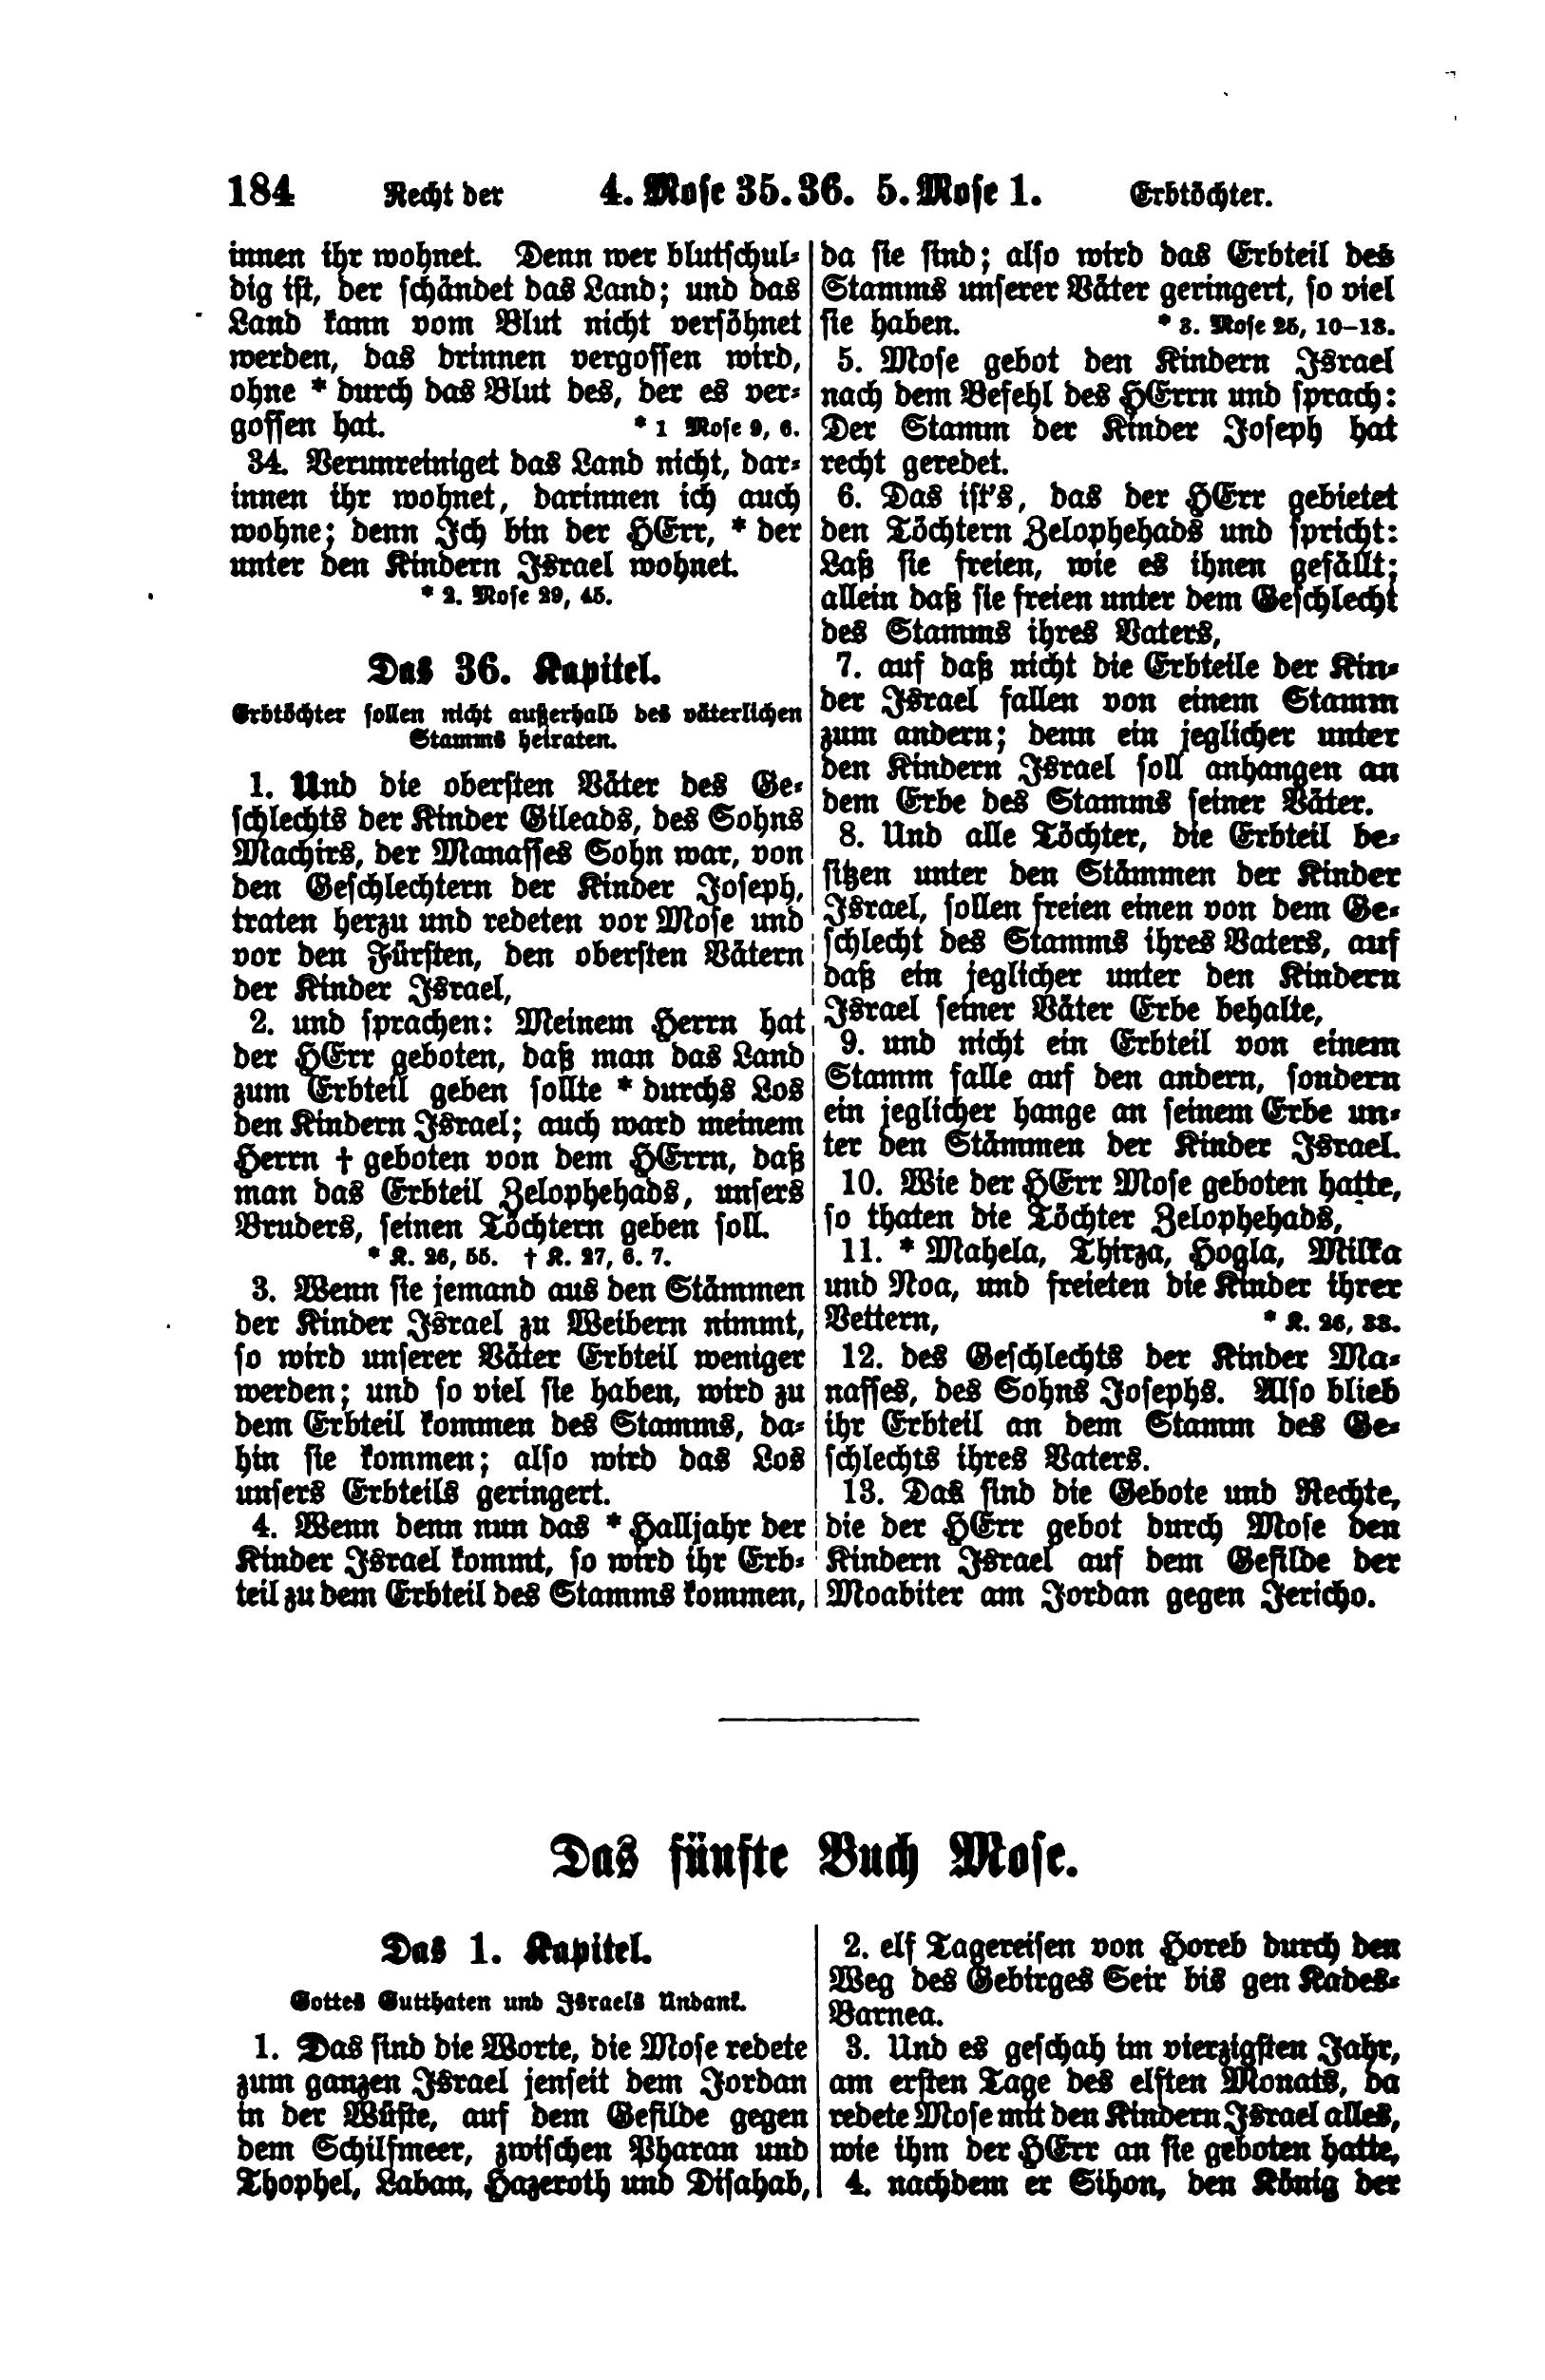 184 Recht der 4. Mose 35. 36. 5. Mose 1. Erbtöchter.
innen ihr wohnet. Denn wer blutschul-
dig ist, der schändet das Land; und das
Land kann vom Blut nicht versöhnet
werden, das drinnen vergossen wird,
ohne * durch das Blut des, der es ver-
gossen hat. * 1 Mose 9, 6.
34. Verunreiniget das Land nicht, dar-
innen ihr wohnet, darinnen ich auch
wohne; denn Ich bin der HErr, * der
unter den Kindern Israel wohnet.
* 2. Mose 29, 45.
Das 36. Kapitel.
Erbtöchter sollen nicht außerhalb des väterlichen
Stamms heiraten.
1. Und die obersten Väter des Ge-
schlechts der Kinder Gileads, des Sohns
Machirs, der Manasses Sohn war, von
den Geschlechtern der Kinder Joseph,
traten herzu und redeten vor Mose und
vor den Fürsten, den obersten Vätern
der Kinder Israel,
2. und sprachen: Meinem Herrn hat
der HErr geboten, daß man das Land
zum Erbteil geben sollte * durchs Los
den Kindern Israel; auch ward meinem
Herrn † geboten von dem HErrn, daß
man das Erbteil Zelophehads, unsers
Bruders, seinen Töchtern geben soll.
* K. 26, 55. † K. 27, 6. 7.
3. Wenn sie jemand aus den Stämmen
der Kinder Israel zu Weibern nimmt,
so wird unserer Väter Erbteil weniger
werden; und so viel sie haben, wird zu
dem Erbteil kommen des Stamms, da-
hin sie kommen; also wird das Los
unsers Erbteils geringert.
4. Wenn denn nun das * Halljahr der
Kinder Israel kommt, so wird ihr Erb-
teil zu dem Erbteil des Stamms kommen,
da sie sind; also wird das Erbteil des
Stamms unserer Väter geringert, so viel
sie haben. * 3. Mose 25, 10-13.
5. Mose gebot den Kindern Israel
nach dem Befehl des HErrn und sprach:
Der Stamm der Kinder Joseph hat
recht geredet.
6. Das ist's, das der HErr gebietet
den Töchtern Zelophehads und spricht:
Laß sie freien, wie es ihnen gefällt;
allein daß sie freien unter dem Geschlecht
des Stamms ihres Vaters,
7. auf daß nicht die Erbteile der Kin-
der Israel fallen von einem Stamm
zum andern; denn ein jeglicher unter
den Kindern Israel soll anhangen an
dem Erbe des Stamms seiner Väter.
8. Und alle Töchter, die Erbteil be-
sitzen unter den Stämmen der Kinder
Israel, sollen freien einen von dem Ge-
schlecht des Stamms ihres Vaters, auf
daß ein jeglicher unter den Kindern
Israel seiner Väter Erbe behalte,
9. und nicht ein Erbteil von einem
Stamm falle auf den andern, sondern
ein jeglicher hange an seinem Erbe un-
ter den Stämmen der Kinder Israel.
10. Wie der HErr Mose geboten hatte,
so thaten die Töchter Zelophehads,
11. * Mahela, Thirza, Hogla, Milka
und Noa, und freieten die Kinder ihrer
Vettern, * K. 26, 33.
12. des Geschlechts der Kinder Ma-
nasses, des Sohns Josephs. Also blieb
ihr Erbteil an dem Stamm des Ge-
schlechts ihres Vaters.
13. Das sind die Gebote und Rechte,
die der HErr gebot durch Mose den
Kindern Israel auf dem Gefilde der
Moabiter am Jordan gegen Jericho.
Das fünfte Buch Mose.
Das 1. Kapitel.
Gottes Gutthaten und Israels Undank.
1. Das sind die Worte, die Mose redete
zum ganzen Israel jenseit dem Jordan
in der Wüste, auf dem Gefilde gegen
dem Schilfmeer, zwischen Pharan und
Thophel, Laban, Hazeroth und Disahab,
2. elf Tagereisen von Horeb durch den
Weg des Gebirges Seir bis gen Kades-
Barnea.
3. Und es geschah im vierzigsten Jahr,
am ersten Tage des elften Monats, da
redete Mose mit den Kindern Israel alles,
wie ihm der HErr an sie geboten hatte,
4. nachdem er Sihon, den König der